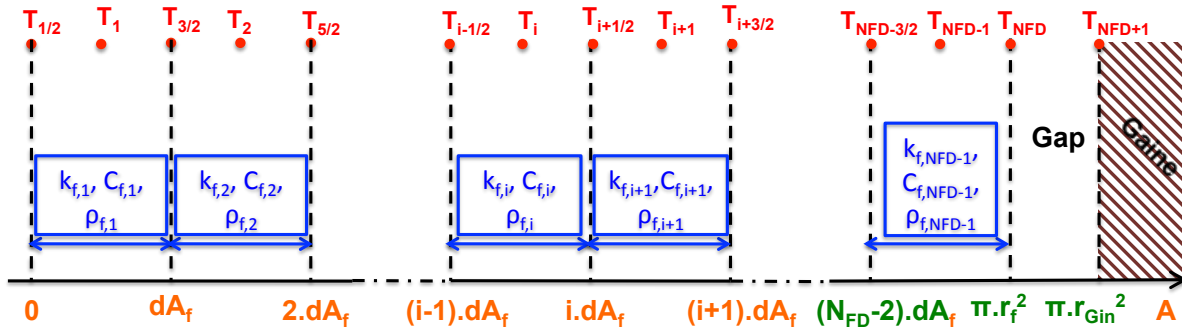 T1/2 T1 T3/2 T2 T5/2 Ti-1/2 Ti Ti+1/2 Ti+1 Ti+3/2 TNFD-3/2 TNFD-1 TNFD TNFD+1
kf,1, Cf,1,
ρf,1
kf,2, Cf,2,
ρf,2
kf,i, Cf,i,
ρf,i
kf,i+1,Cf,i+1,
ρf,i+1
kf,NFD-1,
Cf,NFD-1,
ρf,NFD-1
Gap
Gaine
0 dAf 2.dAf (i-1).dAf i.dAf (i+1).dAf (NFD-2).dAf π.rf² π.rGin² A